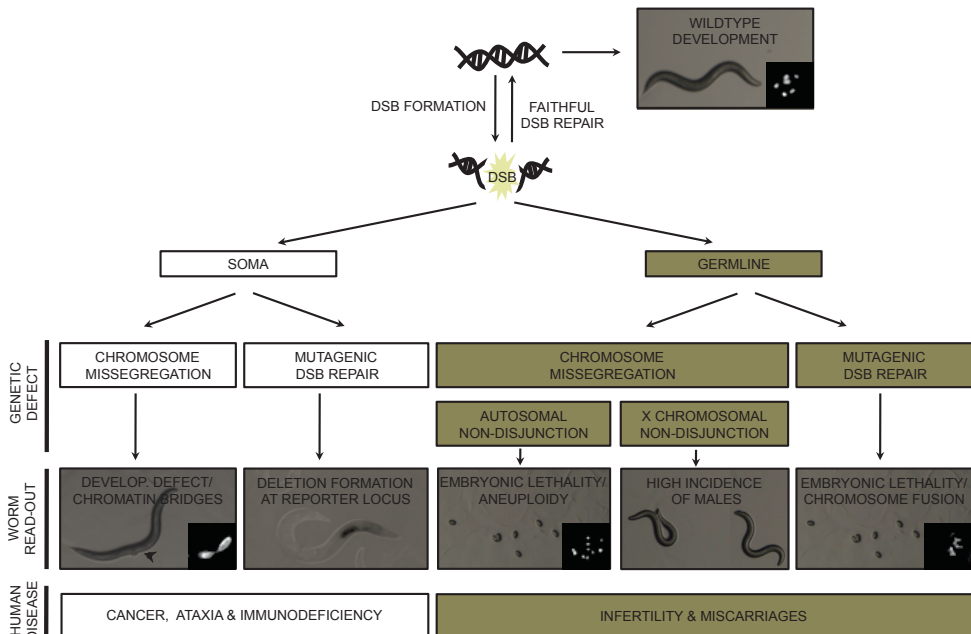 WILDTYPE
DEVELOPMENT
DSB FORMATION
FAITHFUL
DSB REPAIR
DSB
SOMA
GERMLINE
GENETIC
DEFECT
CHROMOSOME
MISSEGREGATION
MUTAGENIC
DSB REPAIR
CHROMOSOME
MISSEGREGATION
MUTAGENIC
DSB REPAIR
AUTOSOMAL
NON-DISJUNCTION
X CHROMOSOMAL
NON-DISJUNCTION
WORM
READ-OUT
DEVELOP. DEFECT/
CHROMATIN BRIDGES
DELETION FORMATION
AT REPORTER LOCUS
EMBRYONIC LETHALITY/
ANEUPLOIDY
HIGH INCIDENCE
OF MALES
EMBRYONIC LETHALITY/
CHROMOSOME FUSION
HUMAN
DISEASE
CANCER, ATAXIA & IMMUNODEFICIENCY
INFERTILITY & MISCARRIAGES